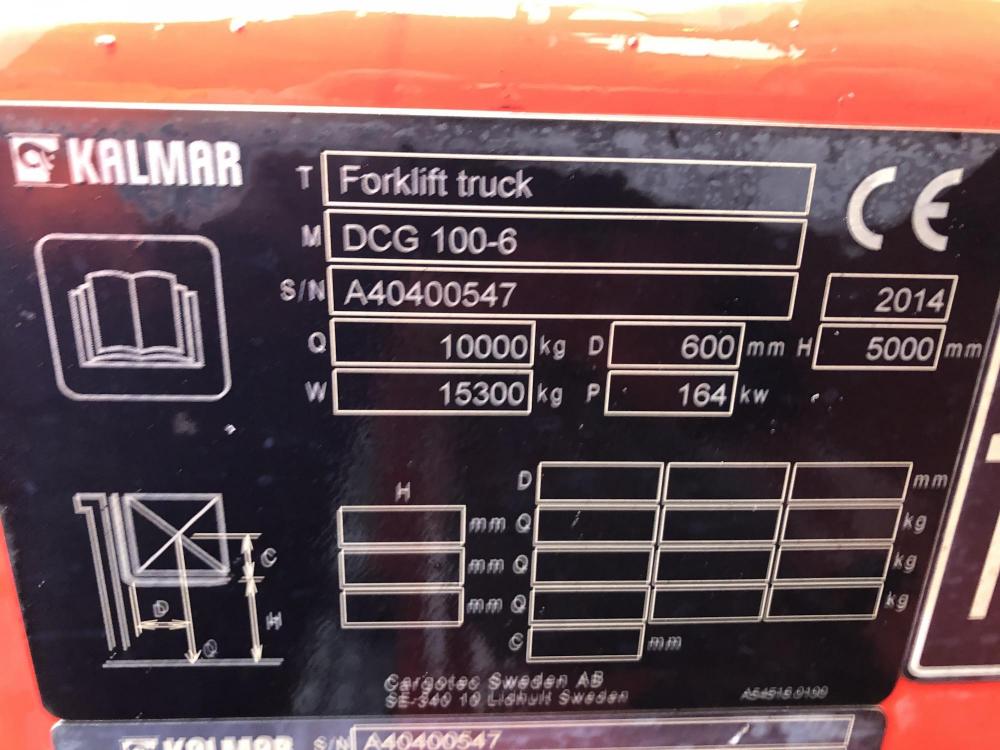 KALMAR
T Forklift truck
CE
M DCG 100-6
S/N A40400547 2014
Q 10000 kg D 600 mm H 5000 mm
W 15300 kg P 164 kw
H D mm
mm Q kg
mm Q kg
mm Q kg
C mm
C
D
H
Q
Cargotec Sweden AB
SE-340 10 Lidhult Sweden
KALMAR S/N A40400547